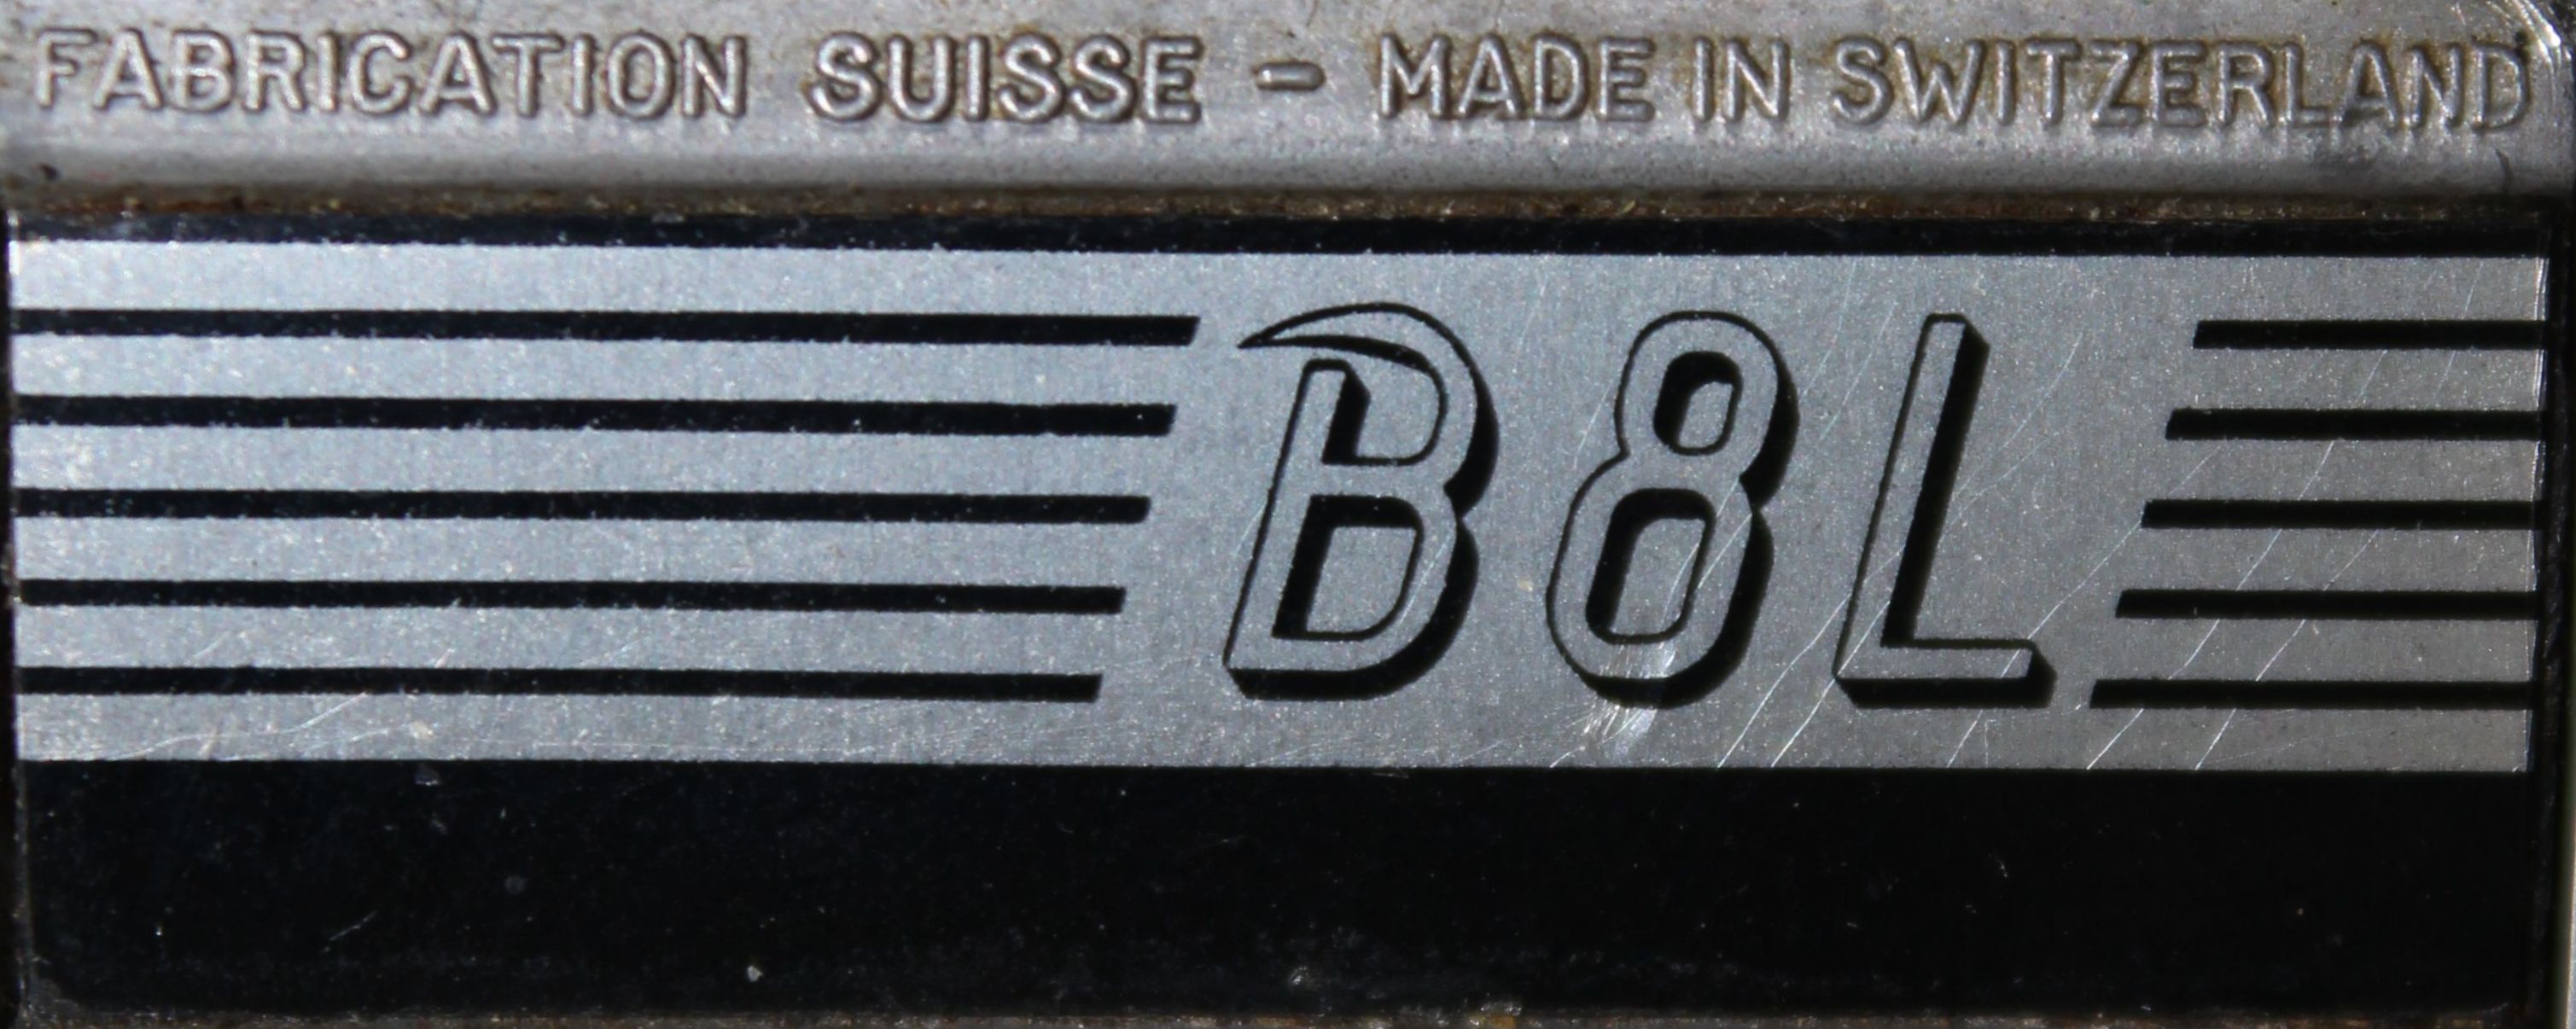 FABRICATION SUISSE - MADE IN SWITZERLAND
B8L